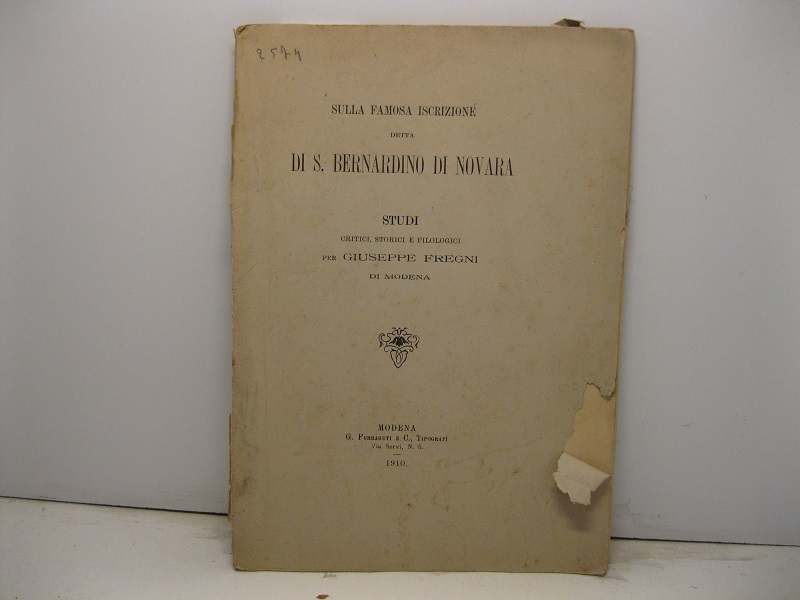 2574
SULLA FAMOSA ISCRIZIONE
DETTA
DI S. BERNARDINO DI NOVARA
STUDI
CRITICI, STORICI E FILOLOGICI
PER GIUSEPPE FREGNI
DI MODENA
MODENA
G. FERRAGUTI E C., TIPOGRAFI
VIA SERVI, N. 5.
1910.